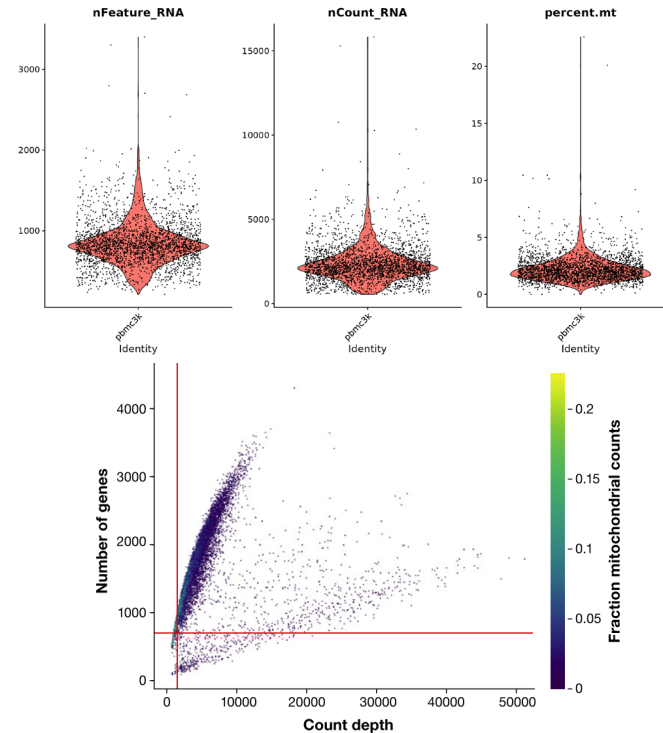 nFeature_RNA
nCount_RNA
percent.mt
3000
2000
1000
15000
10000
5000
0
20
15
10
5
0
pbmc3k
pbmc3k
pbmc3k
Identity
Identity
Identity
4000
3000
2000
1000
0
Number of genes
0
10000
20000
30000
40000
50000
Count depth
0.2
0.15
0.1
0.05
0
Fraction mitochondrial counts